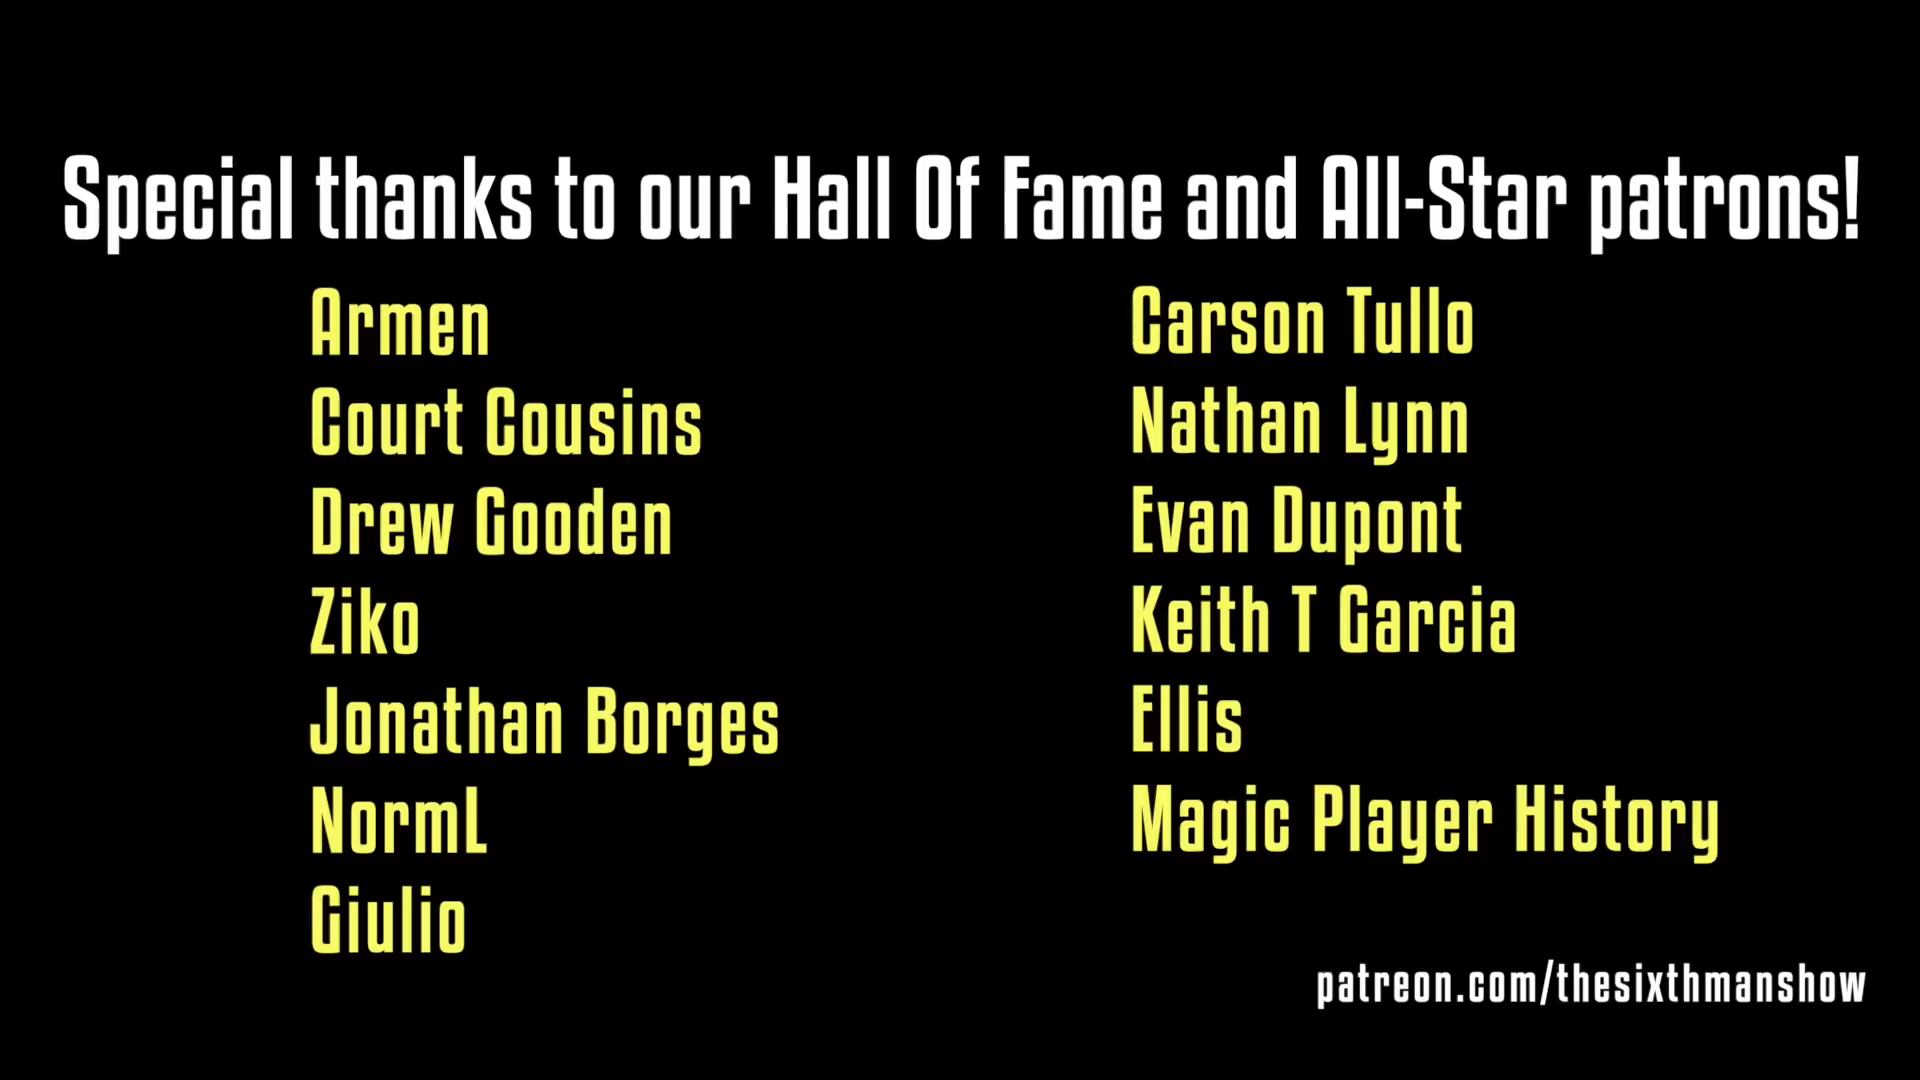 Special thanks to our Hall Of Fame and All-Star patrons!
Armen
Court Cousins
Drew Gooden
Ziko
Jonathan Borges
NormL
Giulio
Carson Tullo
Nathan Lynn
Evan Dupont
Keith T Garcia
Ellis
Magic Player History
patreon.com/thesixthmanshow